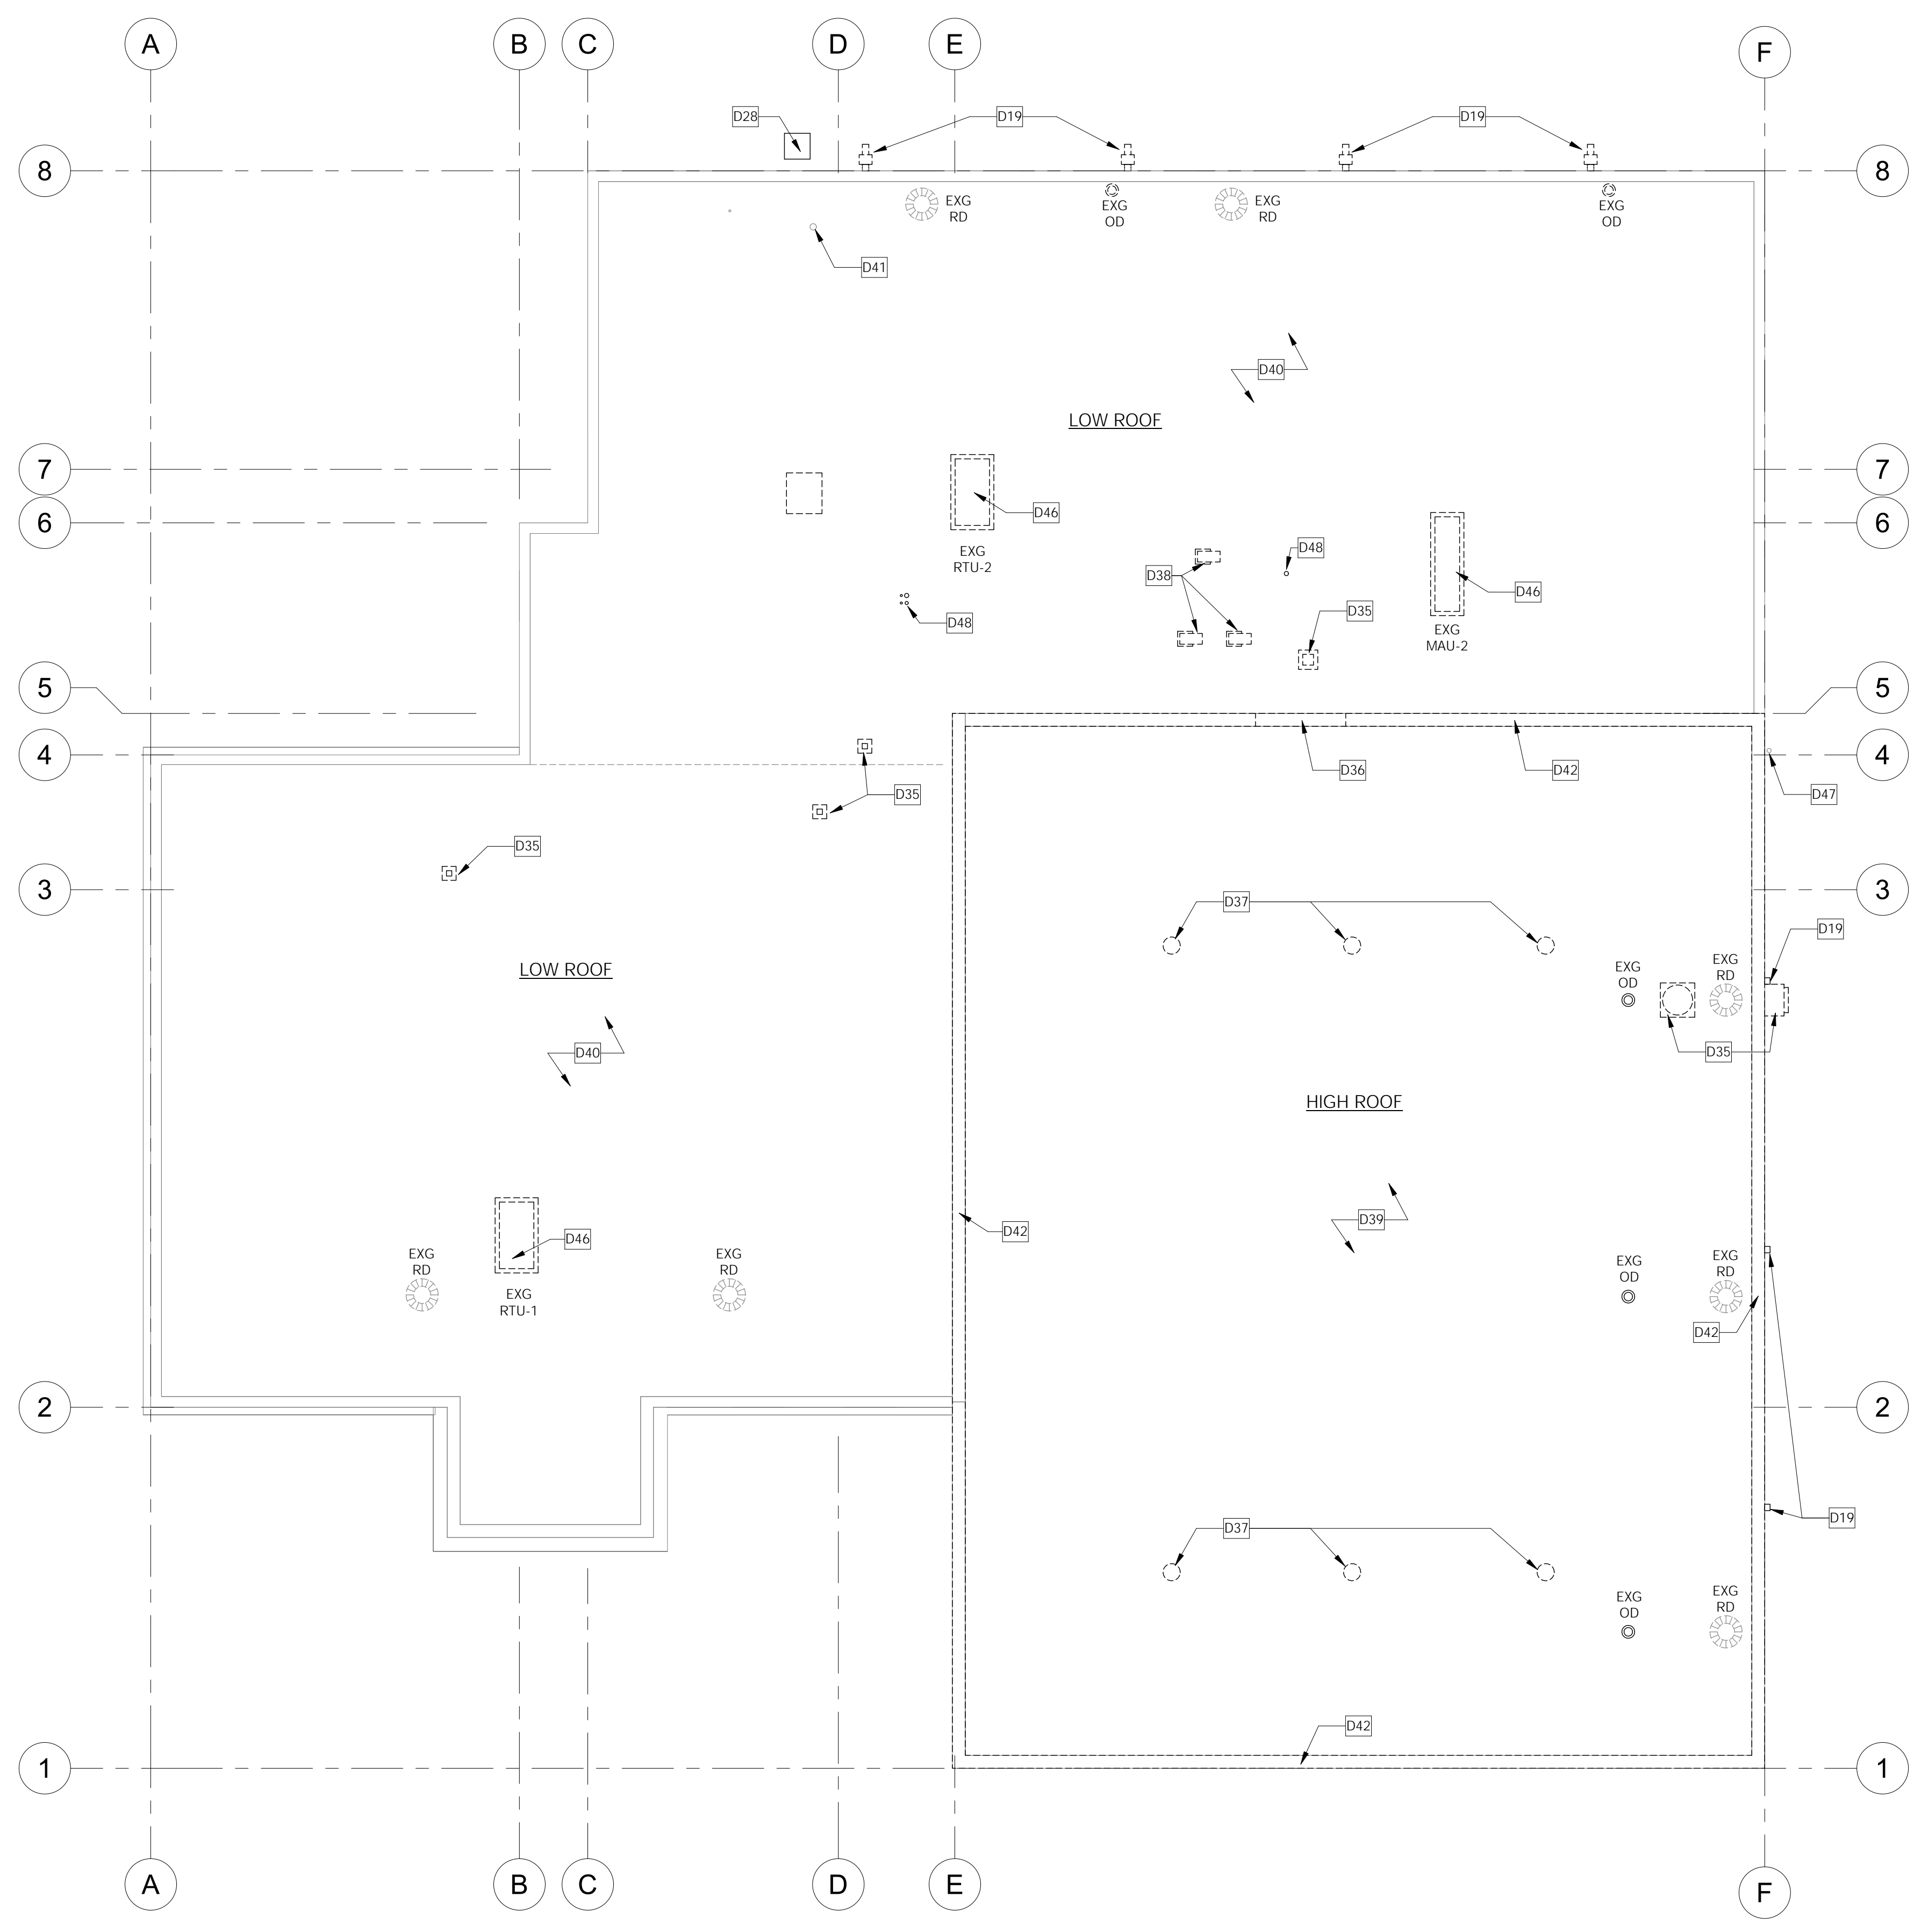 A
B
C
D
E
F
D28
D19
D19
8
8
EXG
RD
EXG
OD
EXG
RD
EXG
OD
D41
D40
LOW ROOF
7
7
D46
6
6
EXG
RTU-2
D48
D38
D46
D35
D48
EXG
MAU-2
5
5
4
4
D36
D42
D35
D47
D35
3
3
D37
D19
LOW ROOF
EXG
OD
EXG
RD
D40
D35
HIGH ROOF
D39
D42
D46
EXG
RD
EXG
RD
EXG
RTU-1
EXG
OD
EXG
RD
D42
2
2
D37
D19
EXG
OD
EXG
RD
D42
1
1
A
B
C
D
E
F